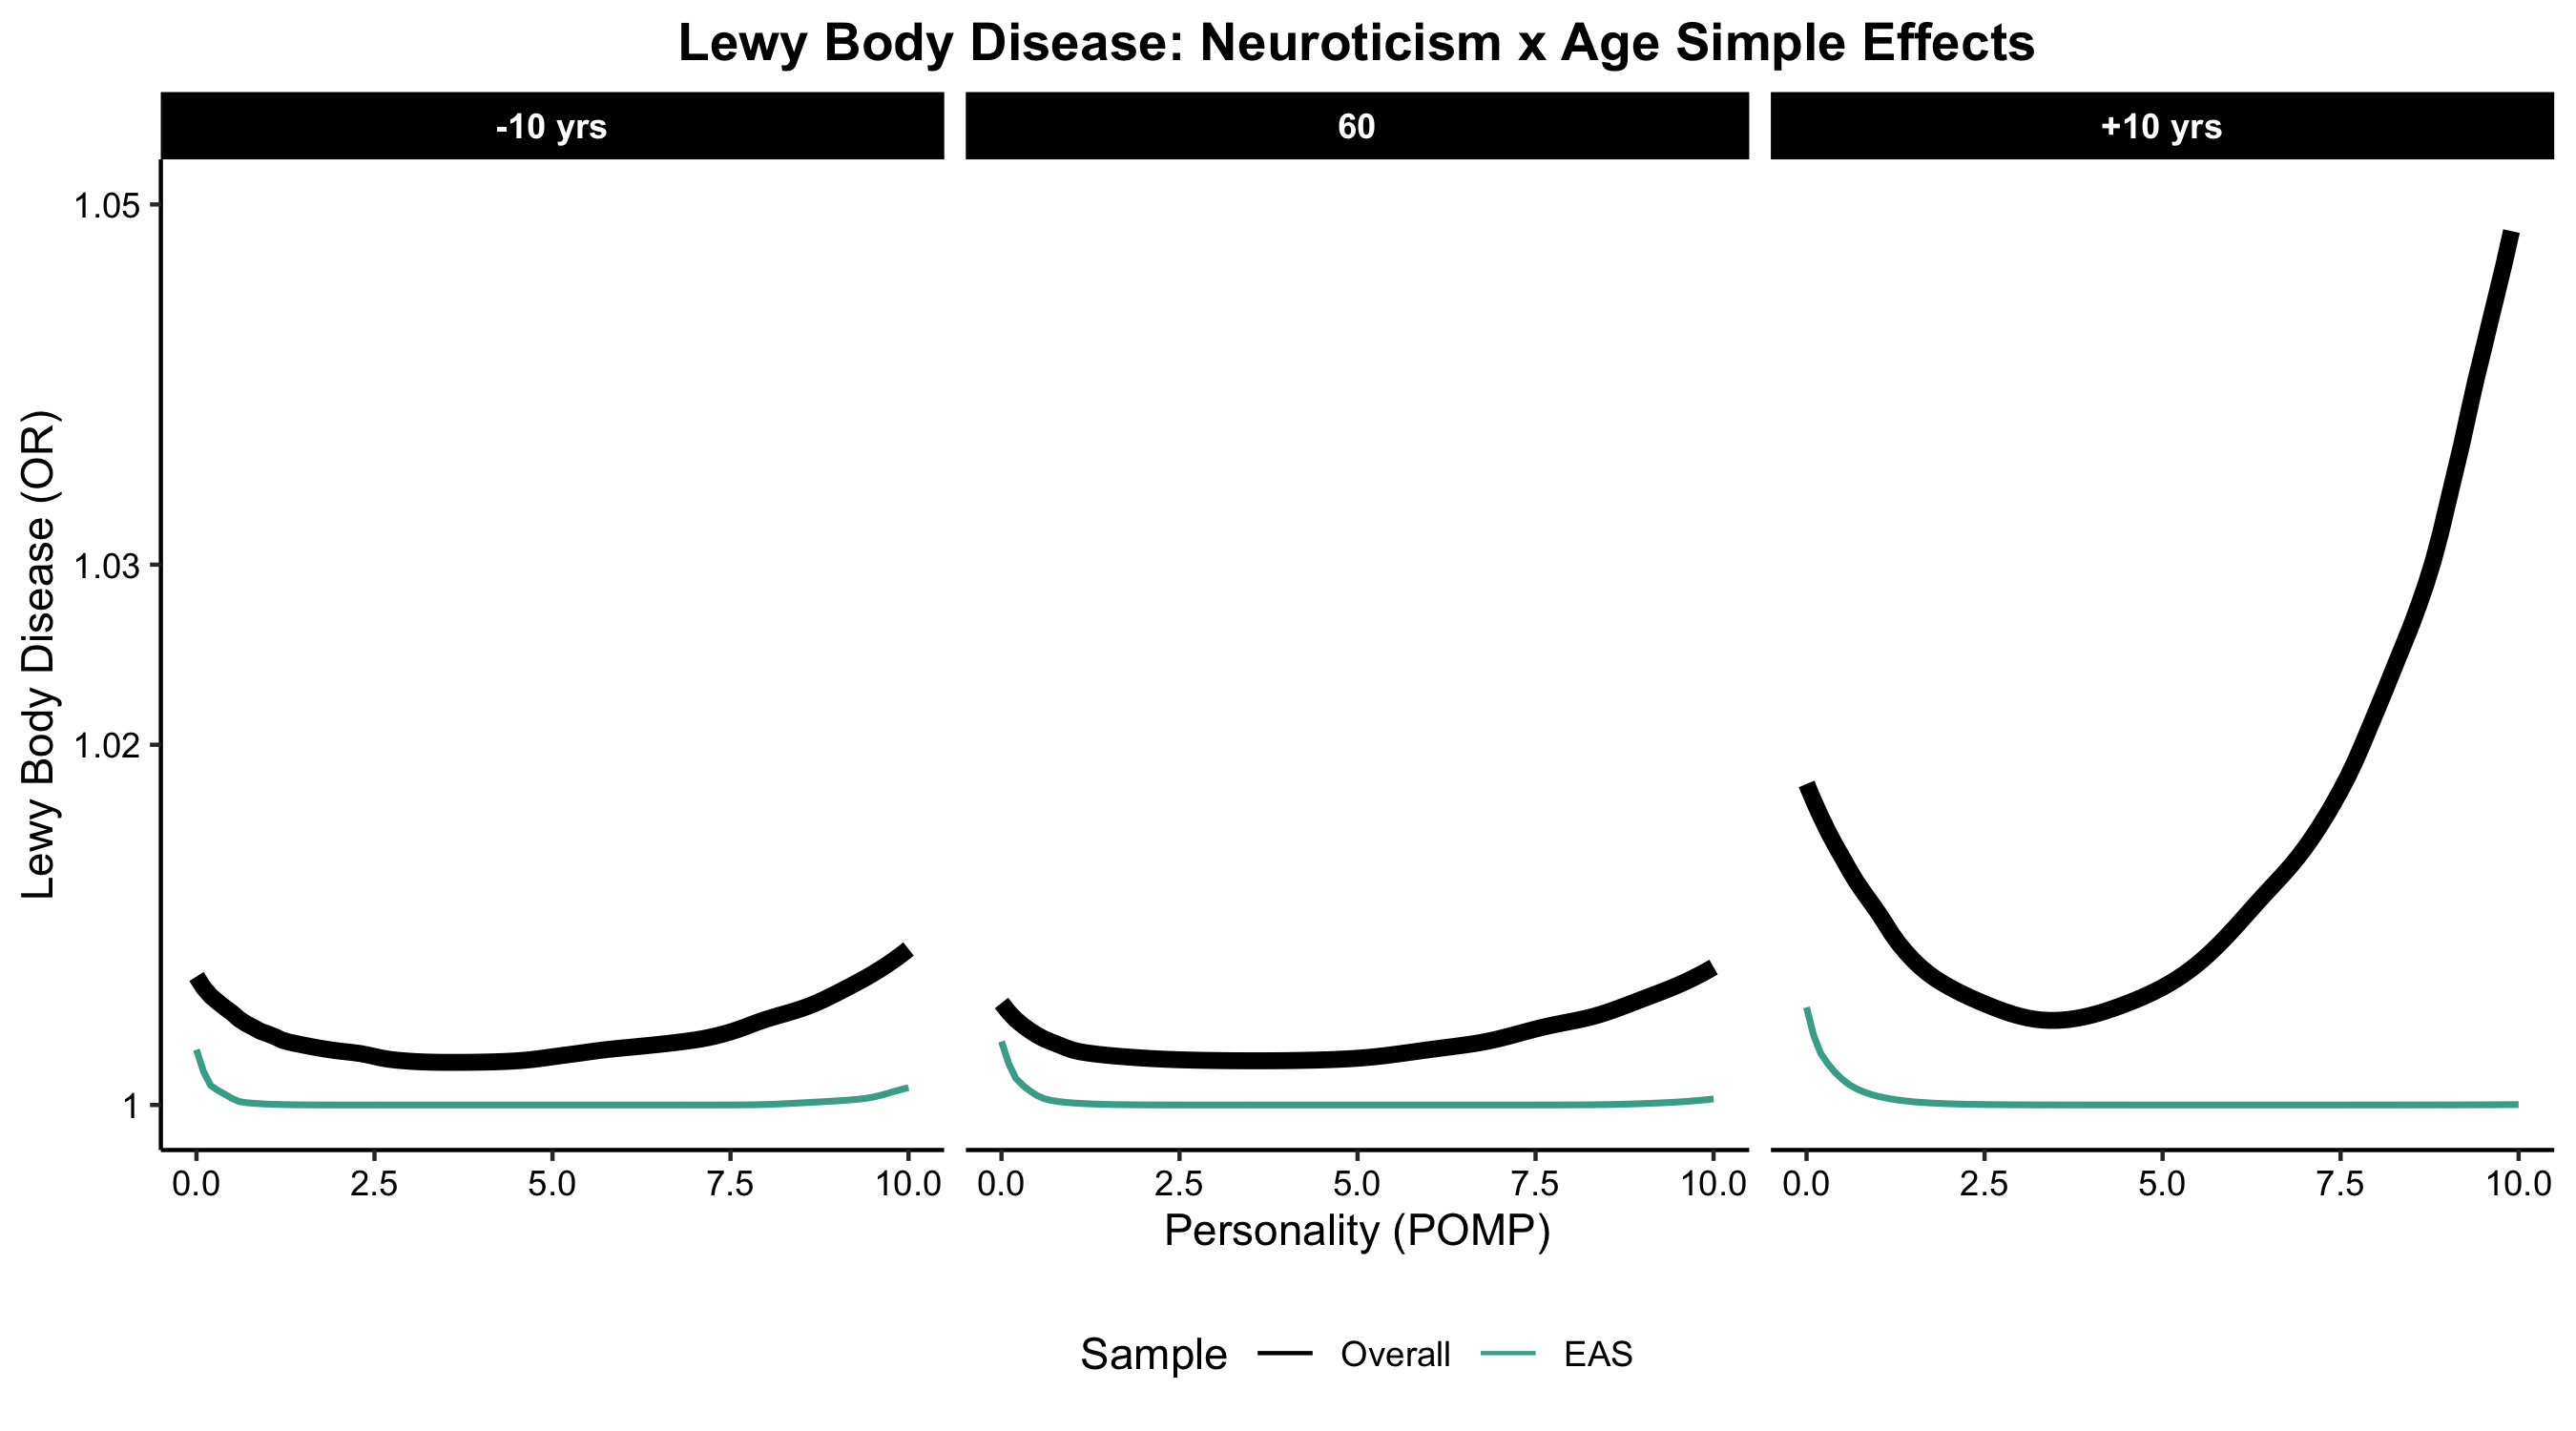 Lewy Body Disease: Neuroticism x Age Simple Effects
-10 yrs
60
+10 yrs
Lewy Body Disease (OR)
1.05
1.03
1.02
1
0.0 2.5 5.0 7.5 10.0
0.0 2.5 5.0 7.5 10.0
0.0 2.5 5.0 7.5 10.0
Personality (POMP)
Sample Overall EAS